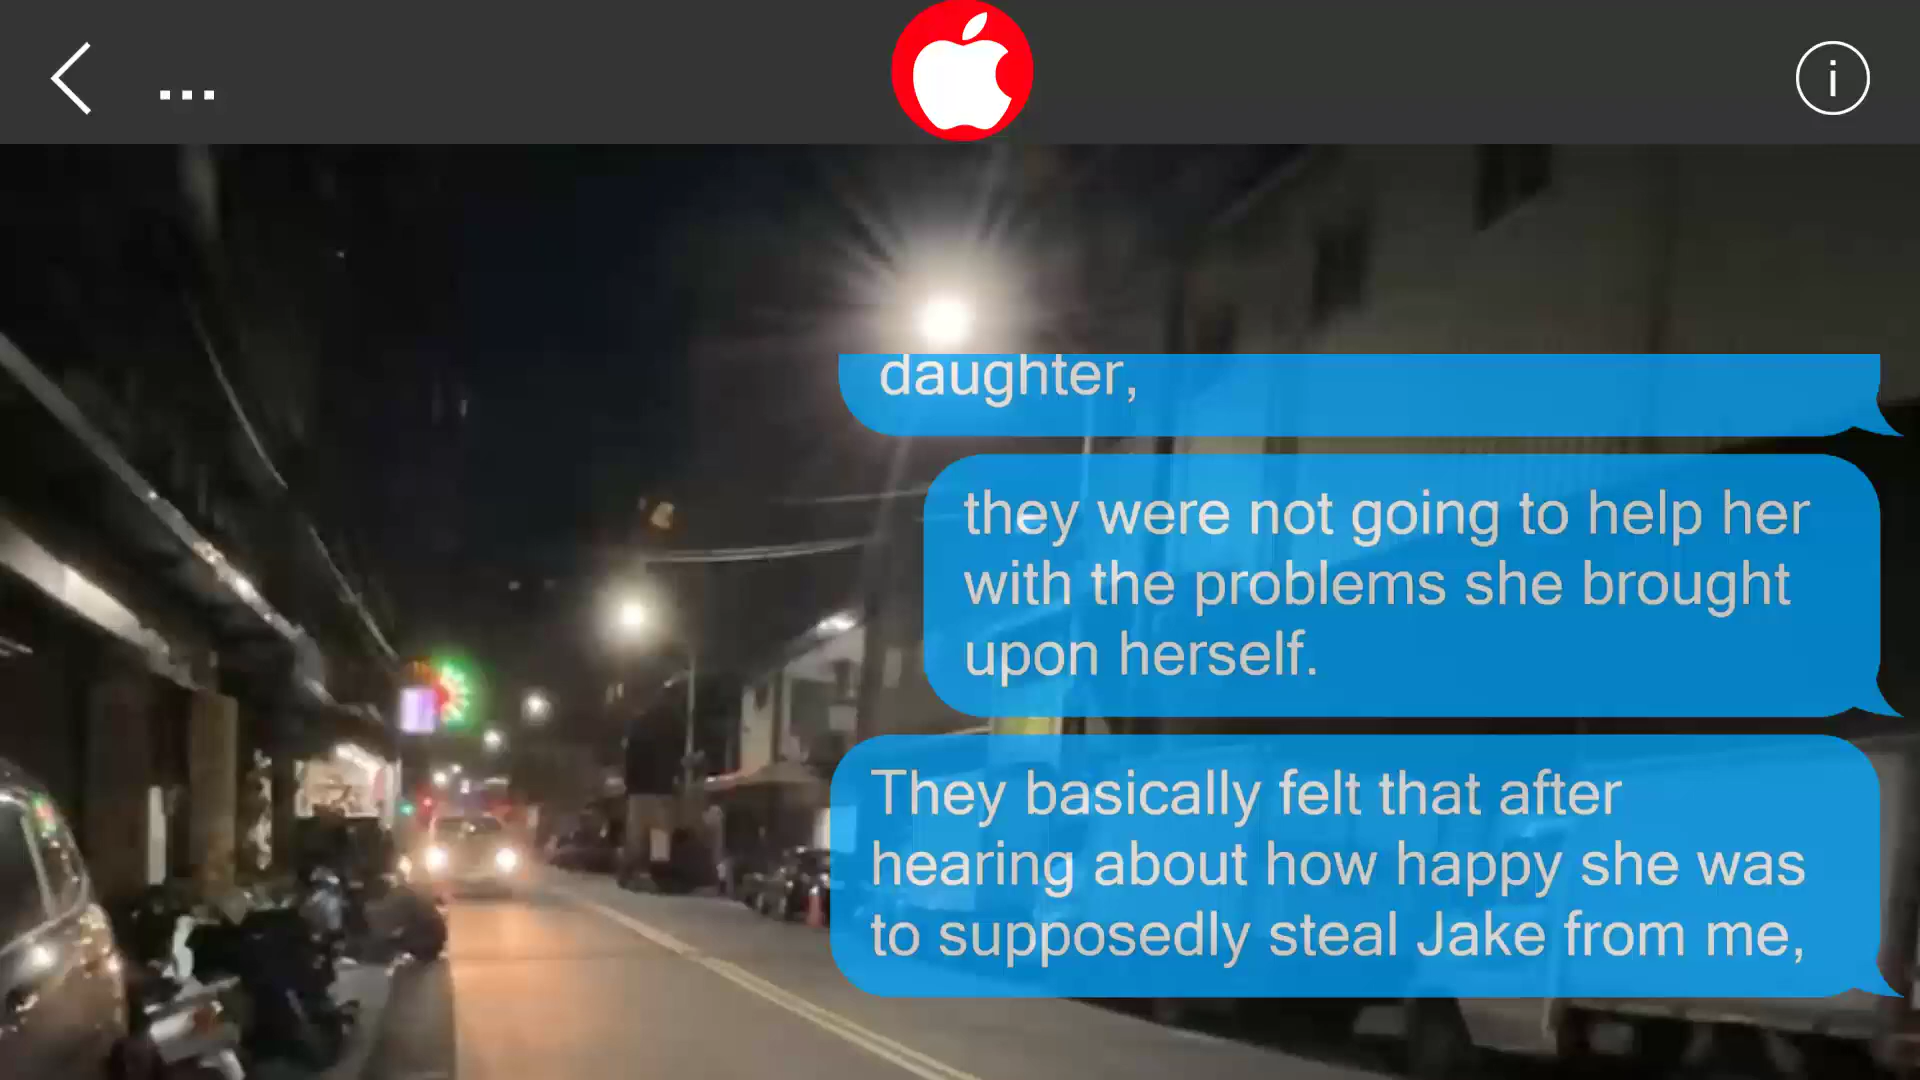 ...
i
daughter,
they were not going to help her
with the problems she brought
upon herself.
They basically felt that after
hearing about how happy she was
to supposedly steal Jake from me,